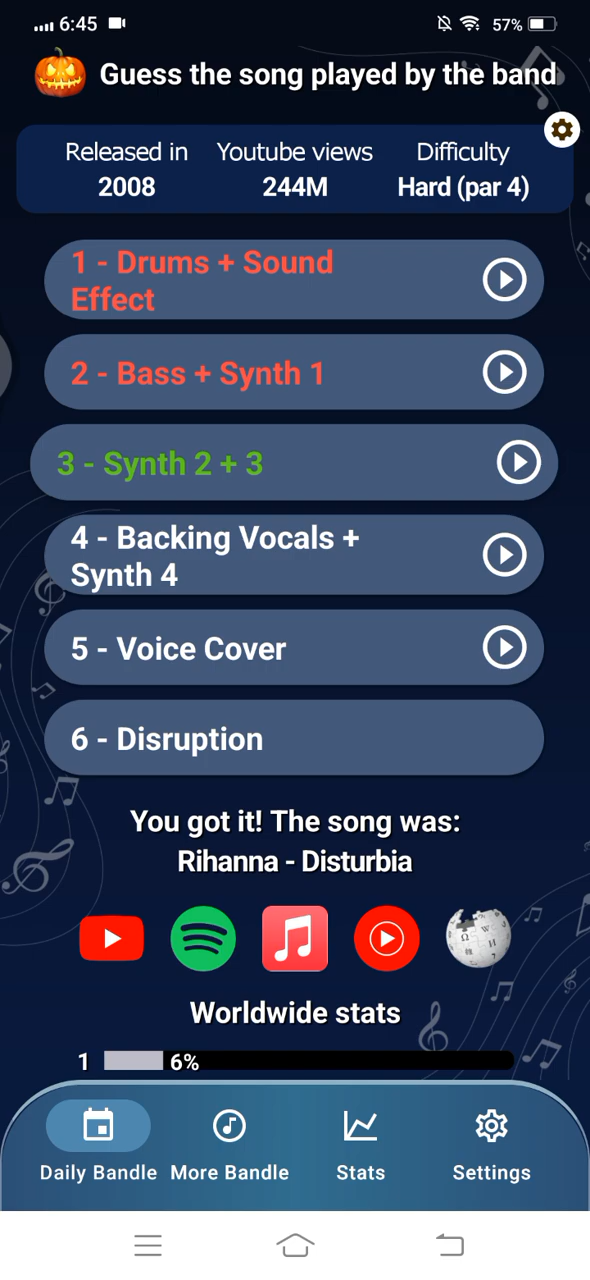 6:45
57%
Guess the song played by the band
Released in
2008
Youtube views
244M
Difficulty
Hard (par 4)
1 - Drums + Sound
Effect
2 - Bass + Synth 1
3 - Synth 2 + 3
4 - Backing Vocals +
Synth 4
5 - Voice Cover
6 - Disruption
You got it! The song was:
Rihanna - Disturbia
Worldwide stats
1 6%
Daily Bandle
More Bandle
Stats
Settings